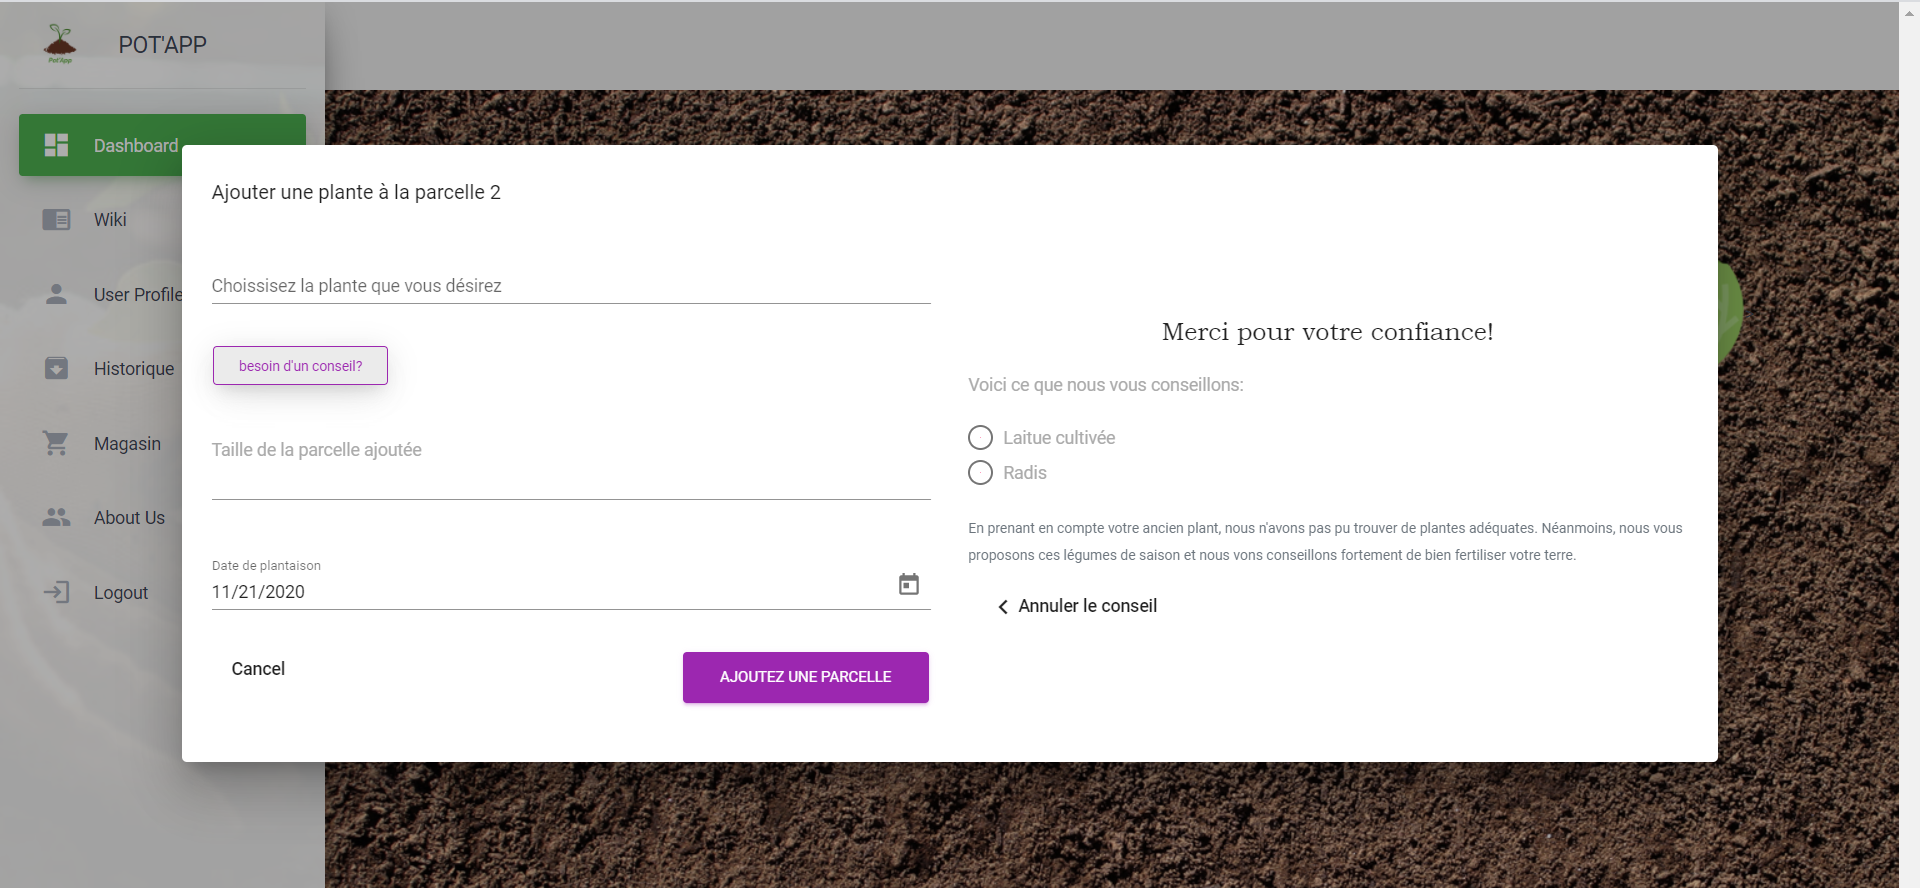 Pot'App
POT'APP
Dashboard
Wiki
User Profile
Historique
Magasin
About Us
Logout
Ajouter une plante à la parcelle 2
Choissisez la plante que vous désirez
besoin d'un conseil?
Taille de la parcelle ajoutée
Date de plantaison
11/21/2020
Cancel
AJOUTEZ UNE PARCELLE
Merci pour votre confiance!
Voici ce que nous vous conseillons:
Laitue cultivée
Radis
En prenant en compte votre ancien plant, nous n'avons pas pu trouver de plantes adéquates. Néanmoins, nous vous
proposons ces légumes de saison et nous vons conseillons fortement de bien fertiliser votre terre.
Annuler le conseil